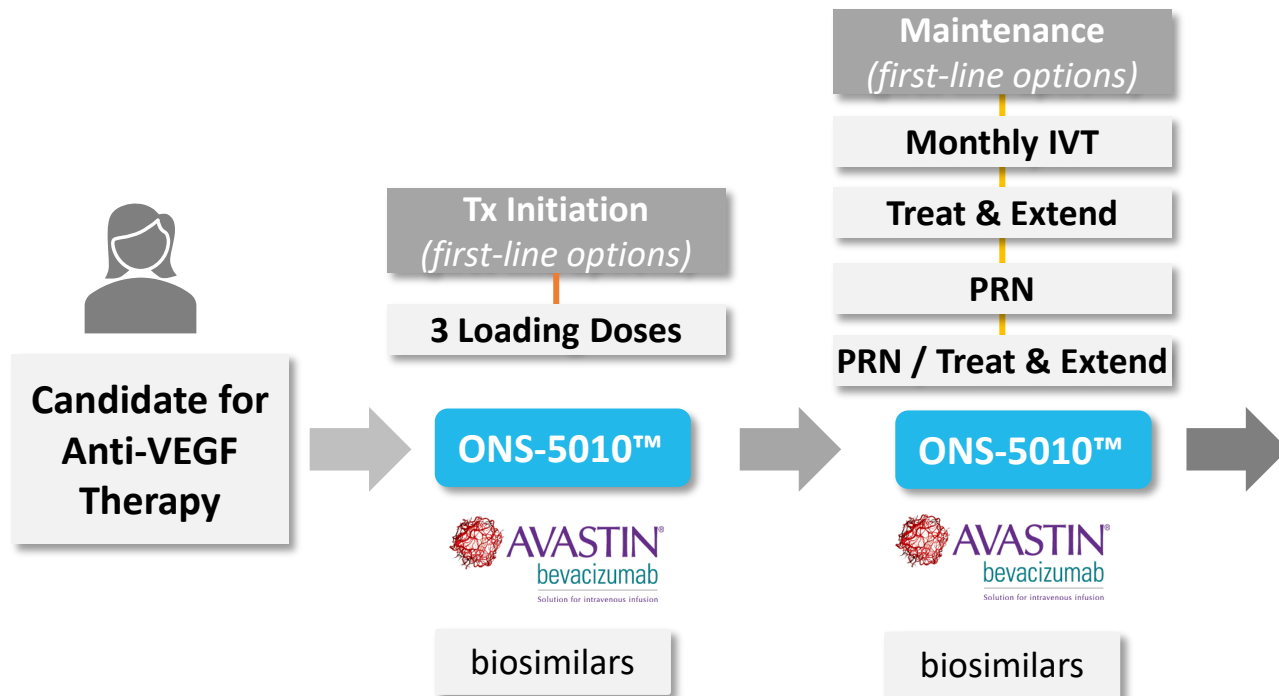 Candidate for
Anti-VEGF
Therapy
Tx Initiation
(first-line options)
3 Loading Doses
ONS-5010™
AVASTIN®
bevacizumab
Solution for intravenous infusion
biosimilars
Maintenance
(first-line options)
Monthly IVT
Treat & Extend
PRN
PRN / Treat & Extend
ONS-5010™
AVASTIN®
bevacizumab
Solution for intravenous infusion
biosimilars